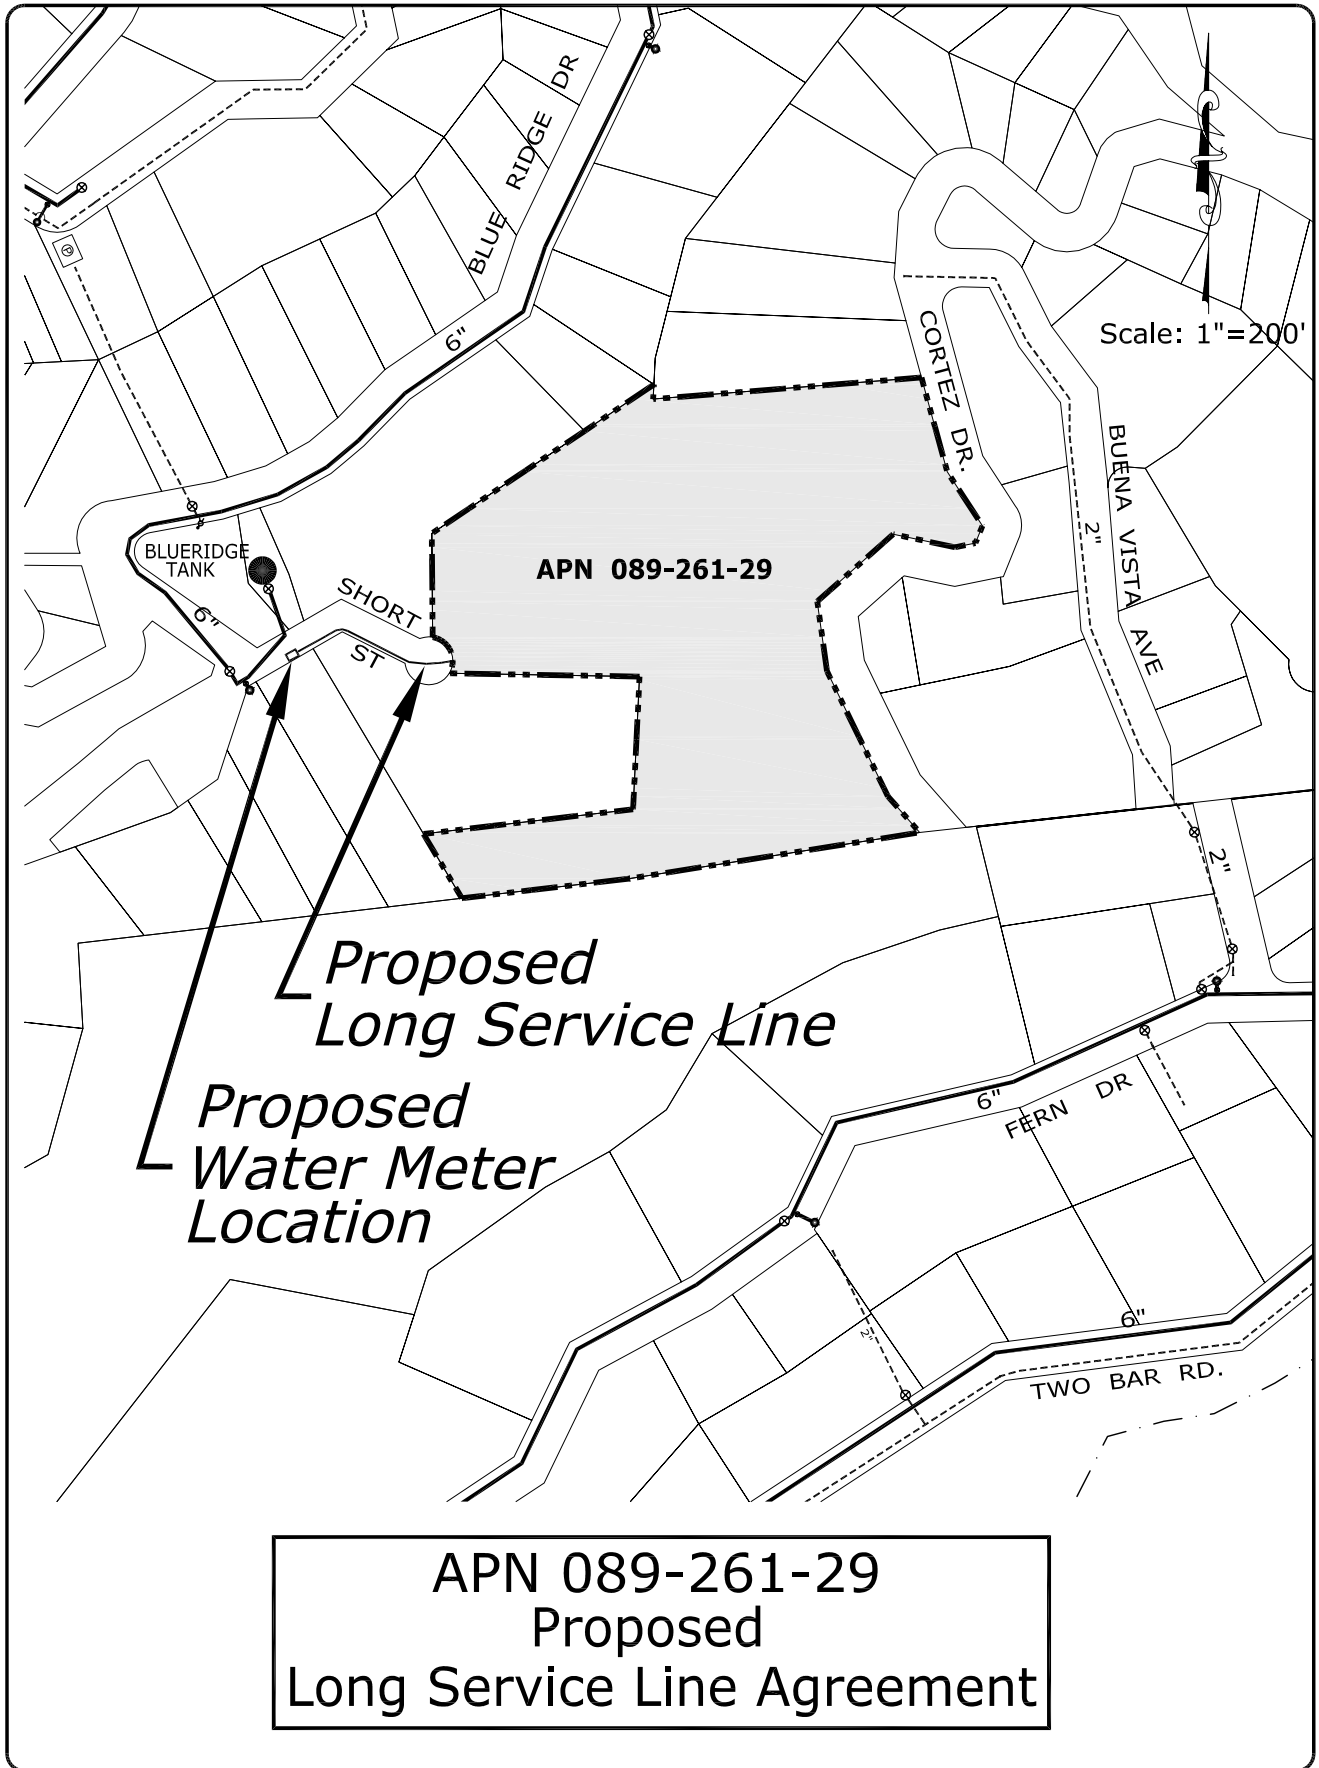 BLUE RIDGE DR
Scale: 1"=200'
6"
CORTEZ DR.
BUENA VISTA AVE
2"
BLUERIDGE
TANK
APN 089-261-29
6"
SHORT ST
2"
Proposed
Long Service Line
Proposed
Water Meter
Location
6"
FERN DR
2"
6"
TWO BAR RD.
APN 089-261-29
Proposed
Long Service Line Agreement